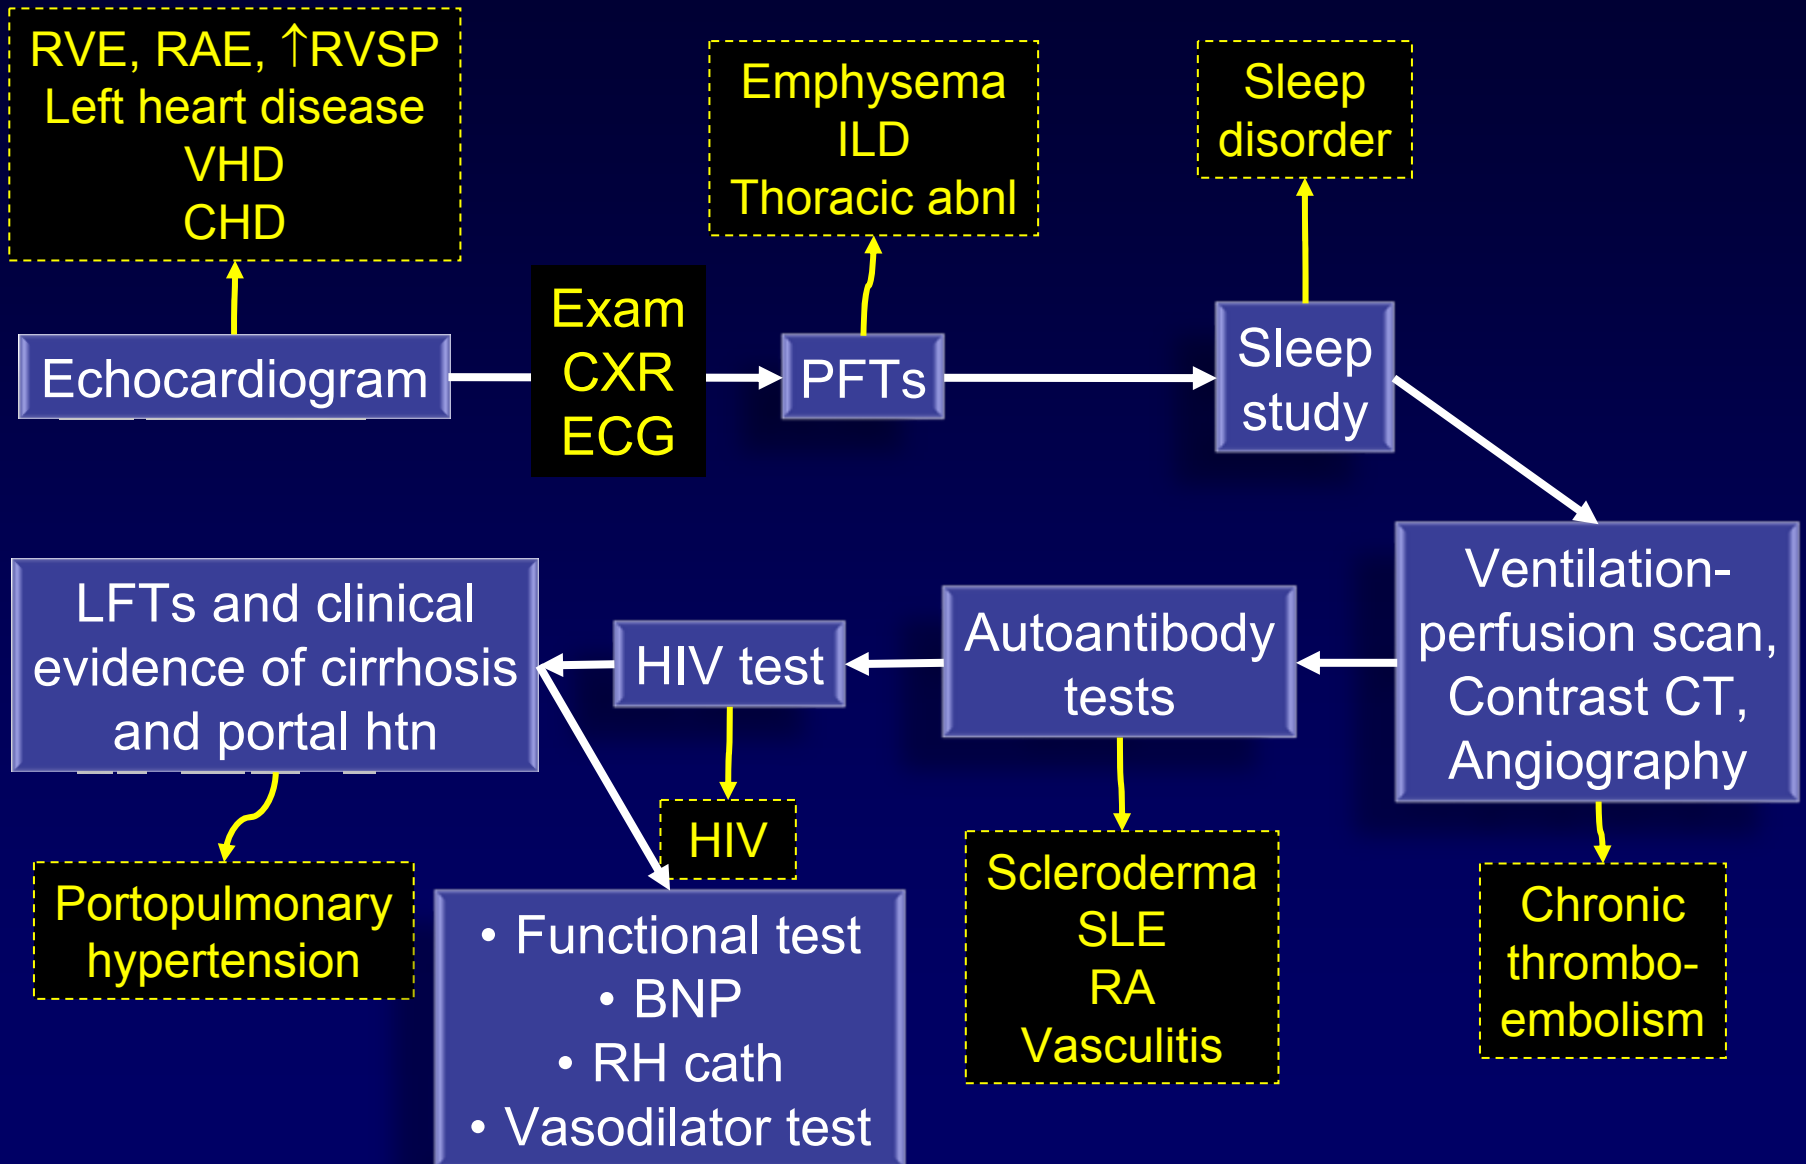 RVE, RAE, ↑RVSP
Left heart disease
VHD
CHD
Emphysema
ILD
Thoracic abnl
Sleep
disorder
Echocardiogram
Exam
CXR
ECG
PFTs
Sleep
study
LFTs and clinical
evidence of cirrhosis
and portal htn
HIV test
Autoantibody
tests
Ventilation-
perfusion scan,
Contrast CT,
Angiography
Portopulmonary
hypertension
HIV
• Functional test
• BNP
• RH cath
• Vasodilator test
Scleroderma
SLE
RA
Vasculitis
Chronic
thrombo-
embolism